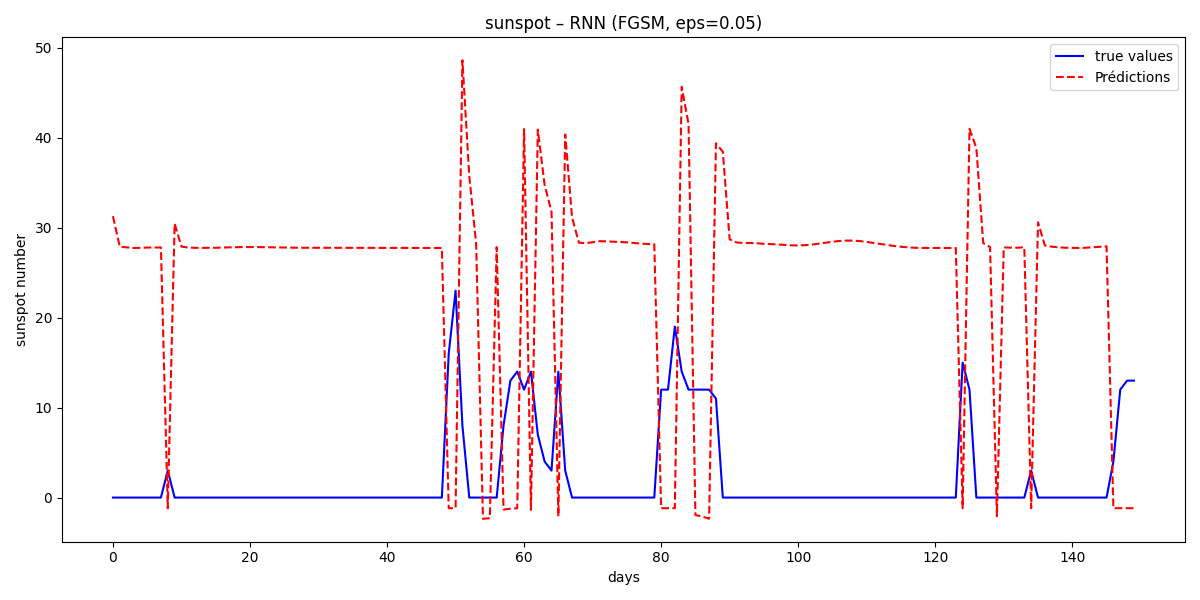 sunspot – RNN (FGSM, eps=0.05)
true values
Prédictions
sunspot number
50
40
30
20
10
0
0 20 40 60 80 100 120 140
days